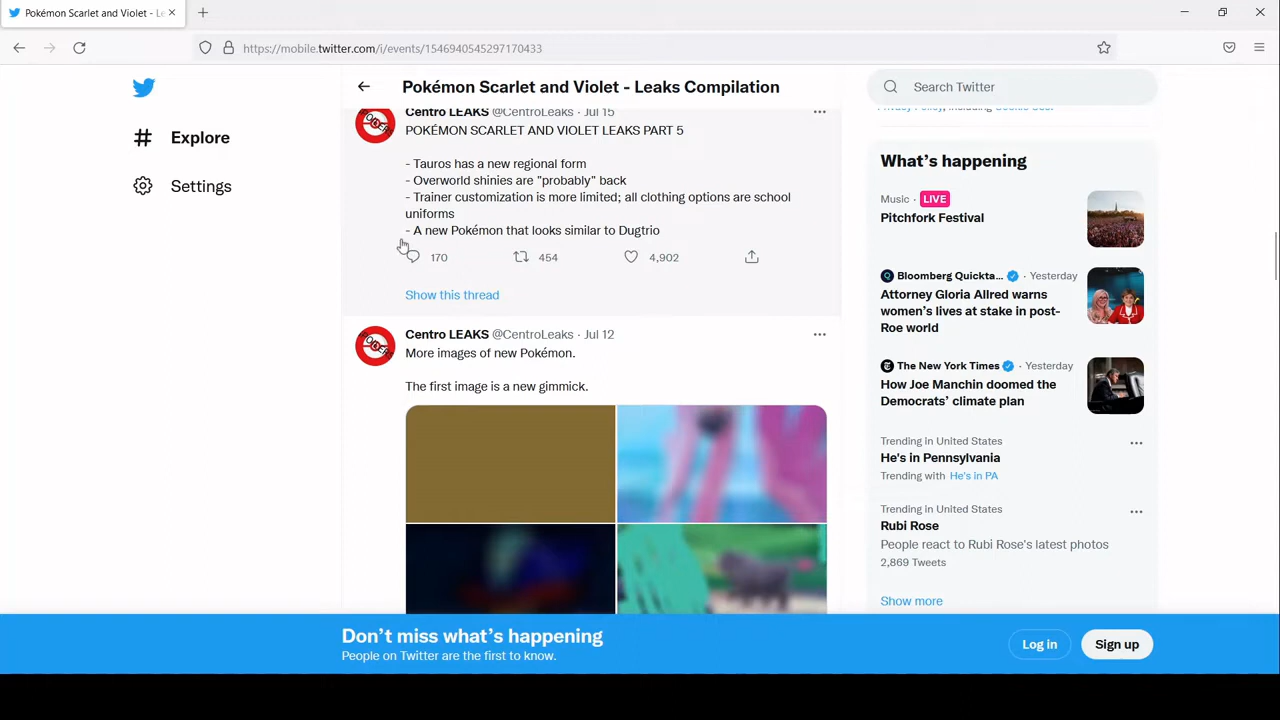 Pokémon Scarlet and Violet - Le
https://mobile.twitter.com/i/events/1546940545297170433
Explore
Settings
Pokémon Scarlet and Violet - Leaks Compilation
Centro LEAKS @CentroLeaks · Jul 15
POKÉMON SCARLET AND VIOLET LEAKS PART 5
- Tauros has a new regional form
- Overworld shinies are "probably" back
- Trainer customization is more limited; all clothing options are school
uniforms
- A new Pokémon that looks similar to Dugtrio
170 454 4,902
Show this thread
Centro LEAKS @CentroLeaks · Jul 12
More images of new Pokémon.
The first image is a new gimmick.
Search Twitter
What's happening
Music · LIVE
Pitchfork Festival
Bloomberg Quickta... · Yesterday
Attorney Gloria Allred warns
women's lives at stake in post-
Roe world
The New York Times · Yesterday
How Joe Manchin doomed the
Democrats' climate plan
Trending in United States
He's in Pennsylvania
Trending with He's in PA
Trending in United States
Rubi Rose
People react to Rubi Rose's latest photos
2,869 Tweets
Show more
Don't miss what's happening
People on Twitter are the first to know.
Log in
Sign up